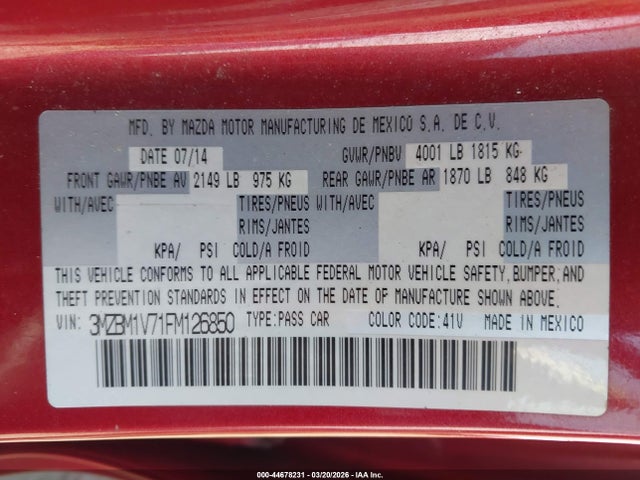 MFD. BY MAZDA MOTOR MANUFACTURING DE MEXICO S.A. DE C.V.
DATE 07/14 GVWR/PNBV 4001 LB 1815 KG
FRONT GAWR/PNBE AV 2149 LB 975 KG REAR GAWR/PNBE AR 1870 LB 848 KG
WITH/AVEC TIRES/PNEUS WITH/AVEC TIRES/PNEUS
RIMS/JANTES RIMS/JANTES
KPA/ PSI COLD/A FROID KPA/ PSI COLD/A FROID
THIS VEHICLE CONFORMS TO ALL APPLICABLE FEDERAL MOTOR VEHICLE SAFETY, BUMPER, AND
THEFT PREVENTION STANDARDS IN EFFECT ON THE DATE OF MANUFACTURE SHOWN ABOVE.
VIN: 3MZBM1V71FM126850 TYPE:PASS CAR COLOR CODE:41V MADE IN MEXICO
000-44678231 - 03/20/2026 - IAA Inc.